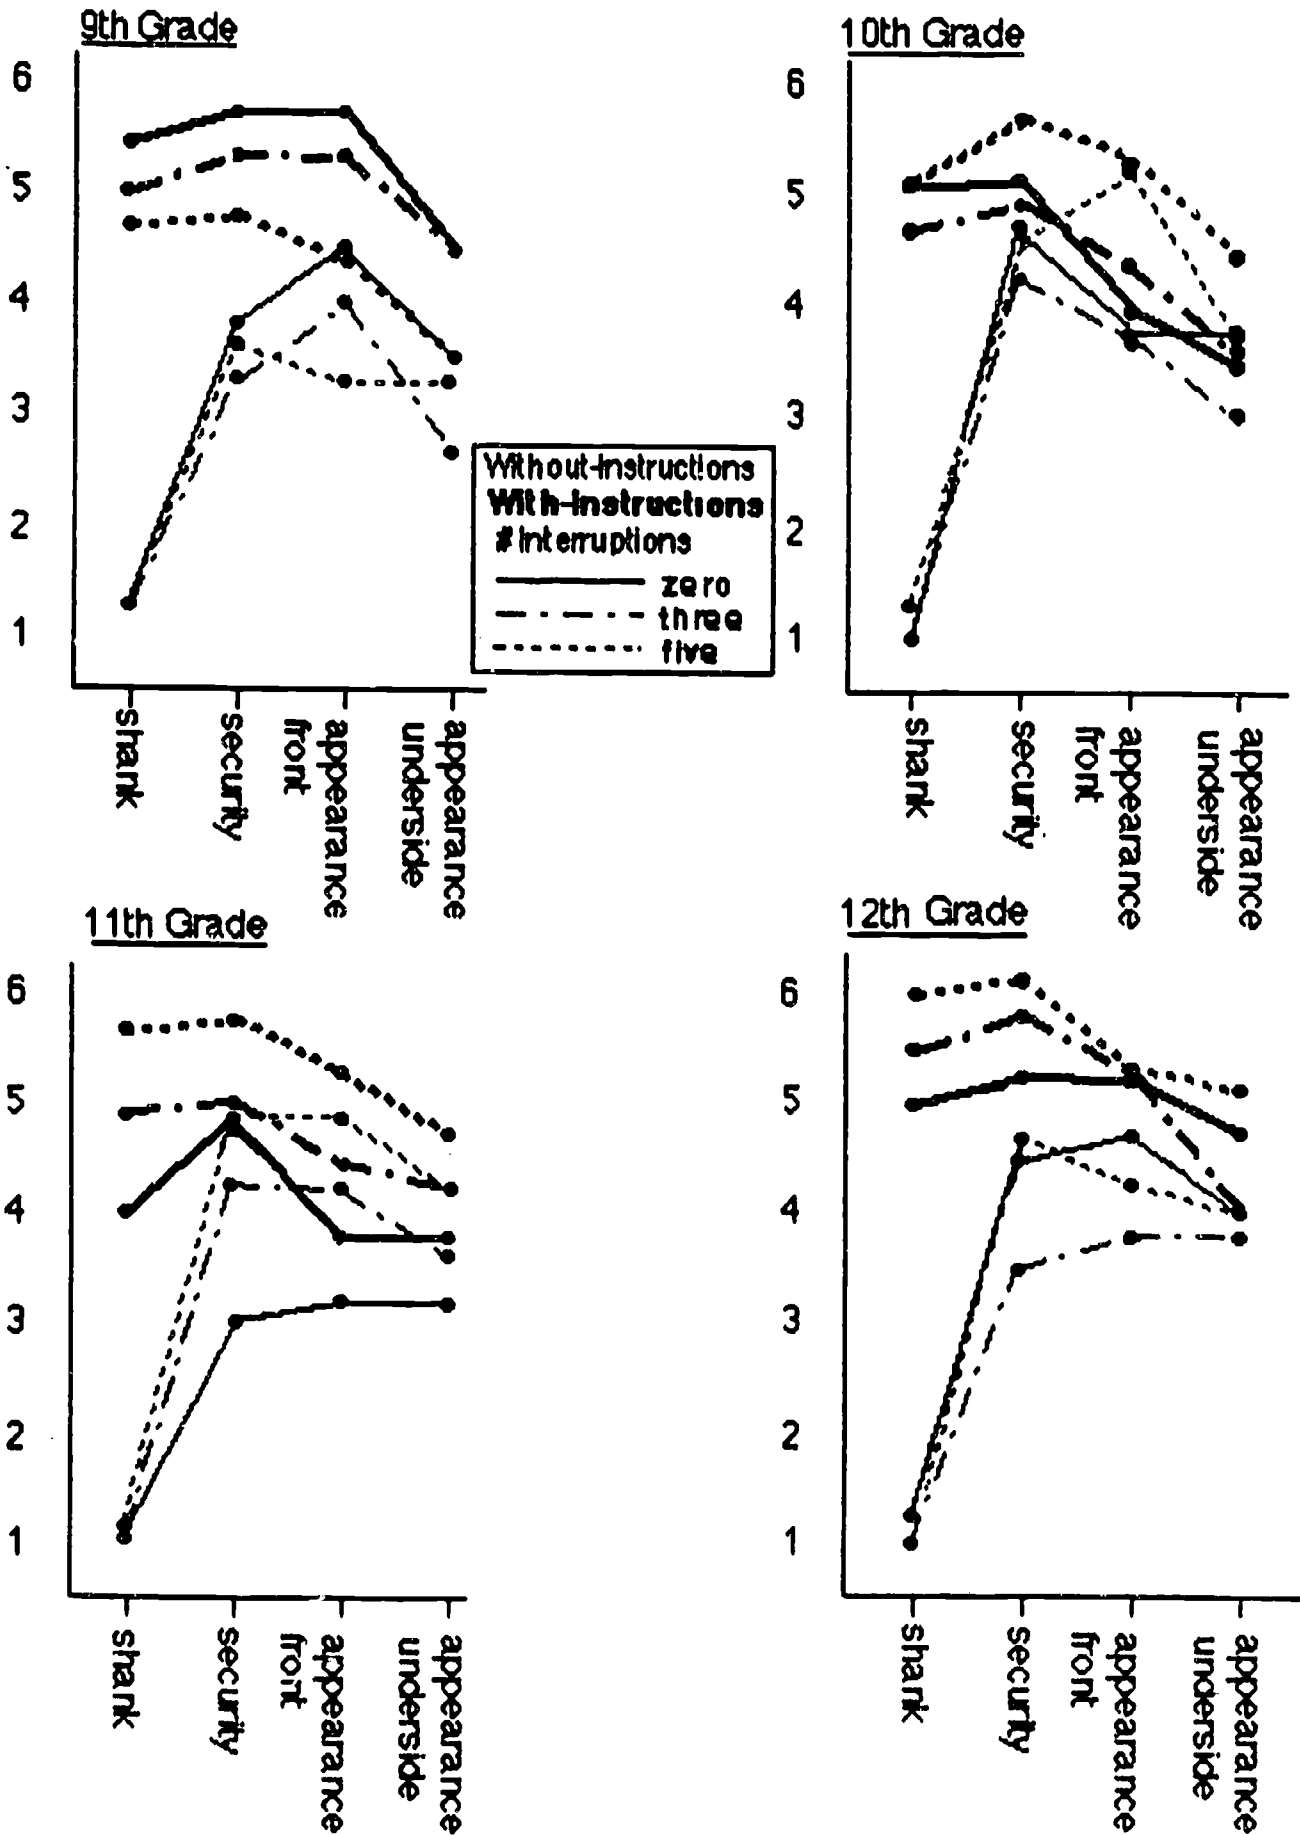 9th Grade
6
5
4
3
2
1
shank
security
appearance
front
appearance
underside
10th Grade
6
5
4
3
2
1
shank
security
appearance
front
appearance
underside
Without-Instructions
With-Instructions
# Interruptions
zero
three
five
11th Grade
6
5
4
3
2
1
shank
security
appearance
front
appearance
underside
12th Grade
6
5
4
3
2
1
shank
security
appearance
front
appearance
underside